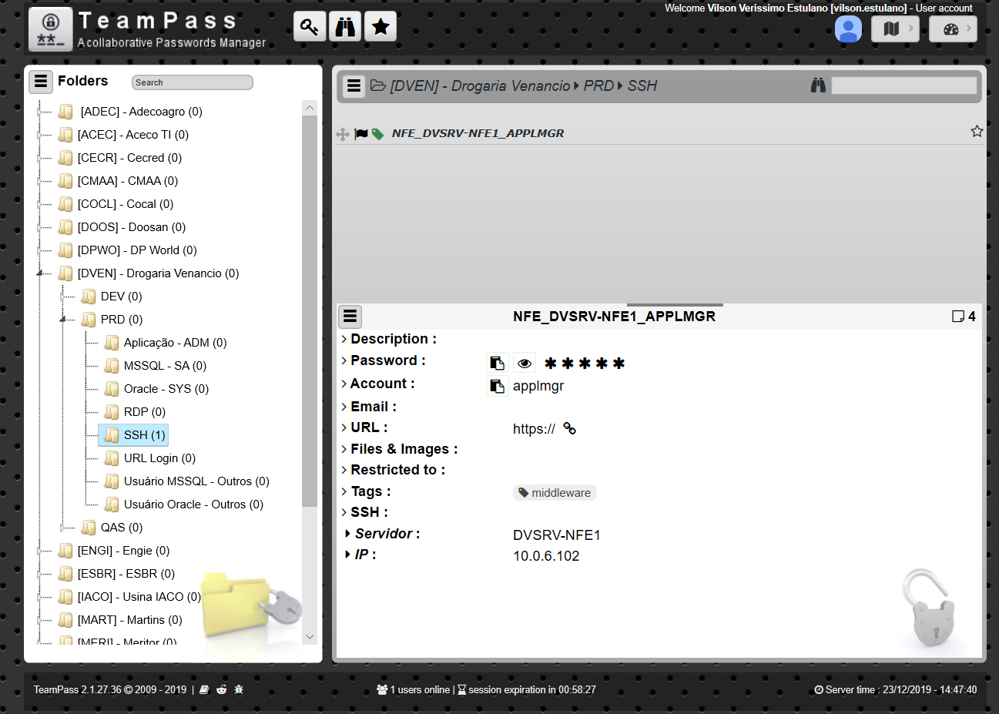 TeamPass
A collaborative Passwords Manager
Welcome Vilson Verissimo Estulano [vilson.estulano] - User account
Folders
Search
[ADEC] - Adecoagro (0)
[ACEC] - Aceco TI (0)
[CECR] - Cecred (0)
[CMAA] - CMAA (0)
[COCL] - Cocal (0)
[DOOS] - Doosan (0)
[DPWO] - DP World (0)
[DVEN] - Drogaria Venancio (0)
DEV (0)
PRD (0)
Aplicação - ADM (0)
MSSQL - SA (0)
Oracle - SYS (0)
RDP (0)
SSH (1)
URL Login (0)
Usuário MSSQL - Outros (0)
Usuário Oracle - Outros (0)
QAS (0)
[ENGI] - Engie (0)
[ESBR] - ESBR (0)
[IACO] - Usina IACO (0)
[MART] - Martins (0)
[MERI] - Meritor (0)
[DVEN] - Drogaria Venancio PRD SSH
NFE_DVSRV-NFE1_APPLMGR
NFE_DVSRV-NFE1_APPLMGR
4
Description :
Password : ✱ ✱ ✱ ✱ ✱
Account : applmgr
Email :
URL : https://
Files & Images :
Restricted to :
Tags : middleware
SSH :
Servidor : DVSRV-NFE1
IP : 10.0.6.102
TeamPass 2.1.27.36 © 2009 - 2019 |
1 users online | session expiration in 00:58:27
Server time : 23/12/2019 - 14:47:40